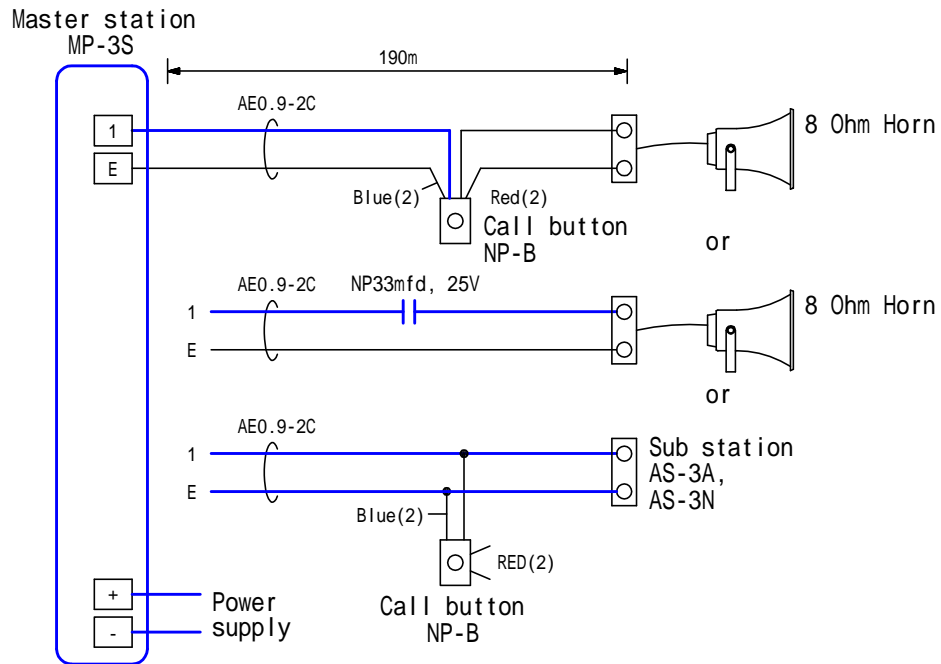 Master station
MP-3S
190m
AE0.9-2C
1
E
8 Ohm Horn
Blue(2)
Red(2)
Call button
NP-B
or
AE0.9-2C
NP33mfd, 25V
1
E
8 Ohm Horn
or
AE0.9-2C
1
E
Sub station
AS-3A,
AS-3N
Blue(2)
RED(2)
Call button
NP-B
+
-
Power
supply